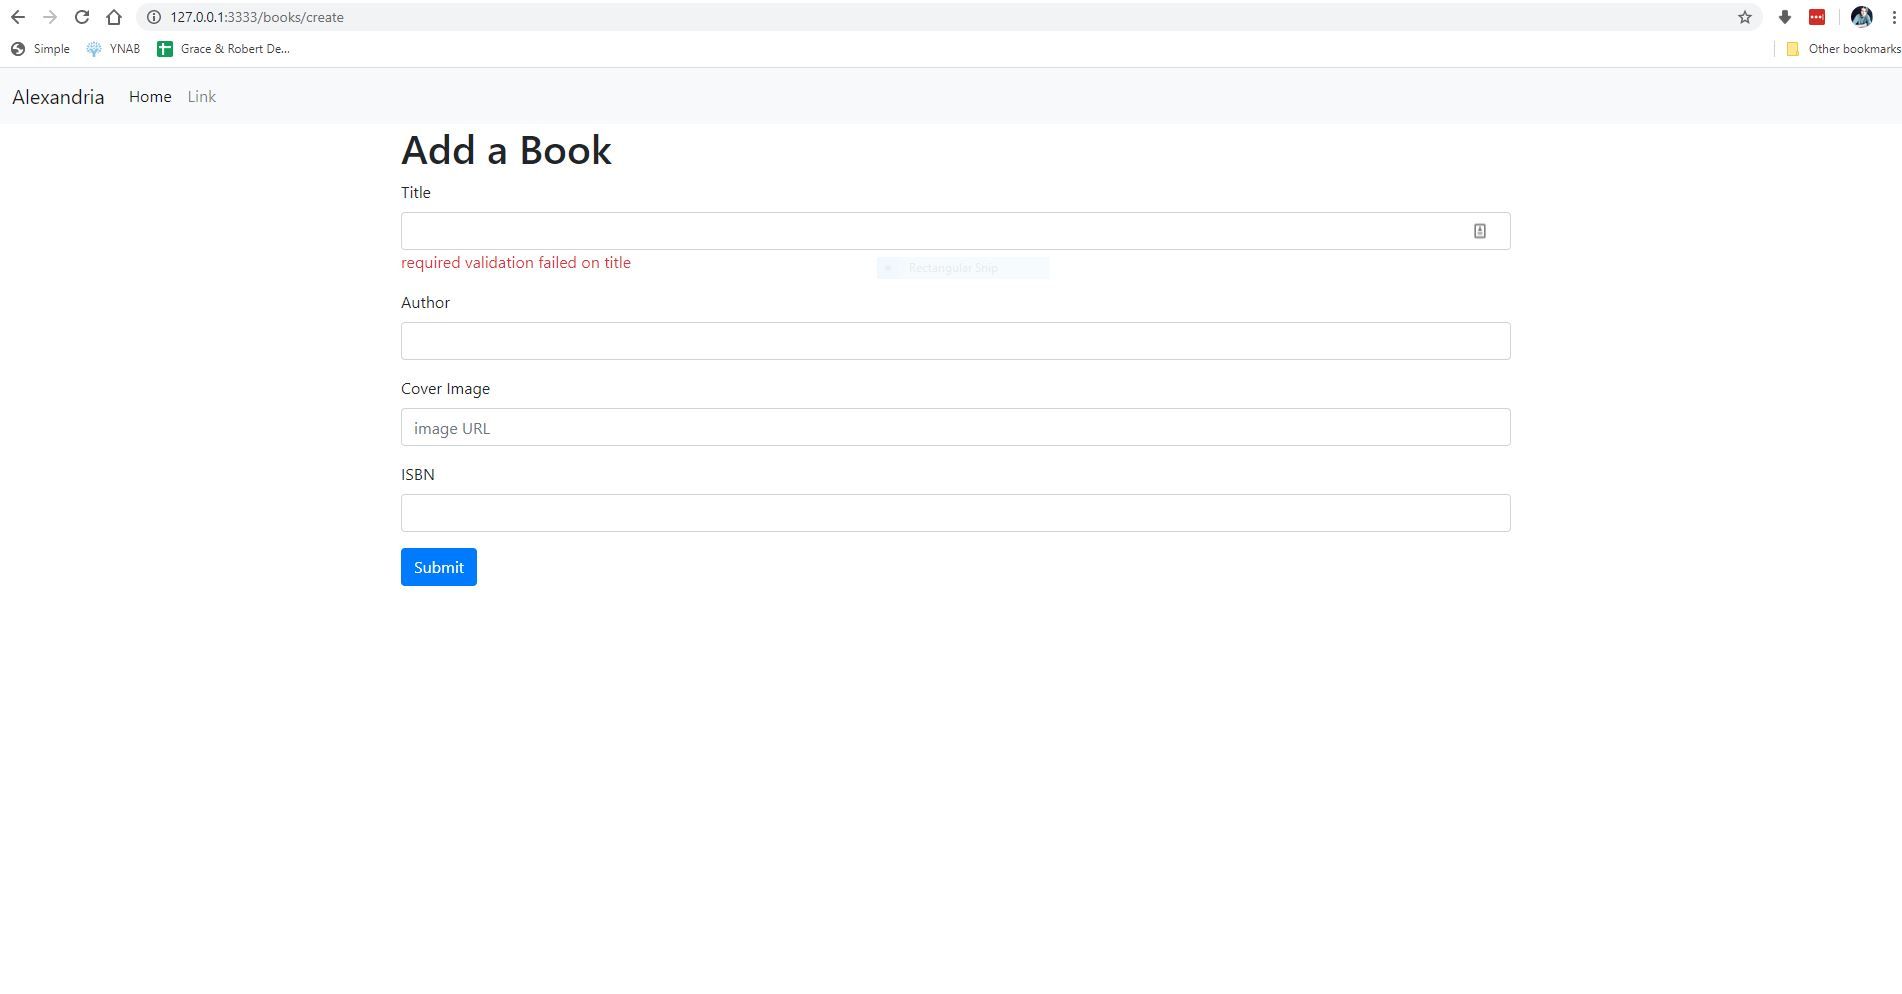 127.0.0.1:3333/books/create
Simple YNAB Grace & Robert De... Other bookmarks
Alexandria Home Link
Add a Book
Title
required validation failed on title
Rectangular Snip
Author
Cover Image
image URL
ISBN
Submit